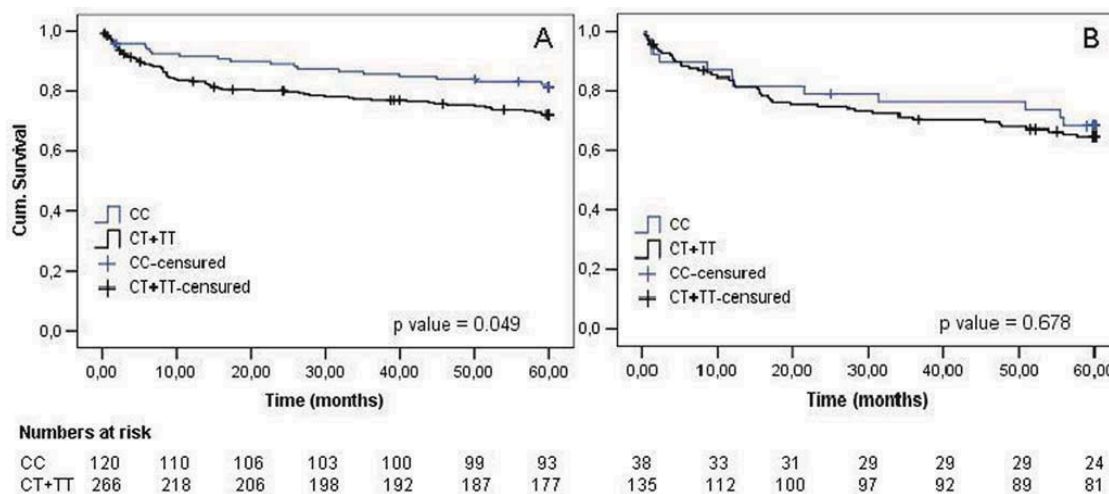 A
B
Cum. Survival
1,0
0,8
0,6
0,4
0,2
0,0
CC
CT+TT
CC-censured
CT+TT-censured
p value = 0.049
0,00 10,00 20,00 30,00 40,00 50,00 60,00
Time (months)
1,0
0,8
0,6
0,4
0,2
0,0
CC
CT+TT
CC-censured
CT+TT-censured
p value = 0.678
0,00 10,00 20,00 30,00 40,00 50,00 60,00
Time (months)
Numbers at risk
CC 120 110 106 103 100 99 93 38 33 31 29 29 29 24
CT+TT 266 218 206 198 192 187 177 135 112 100 97 92 89 81